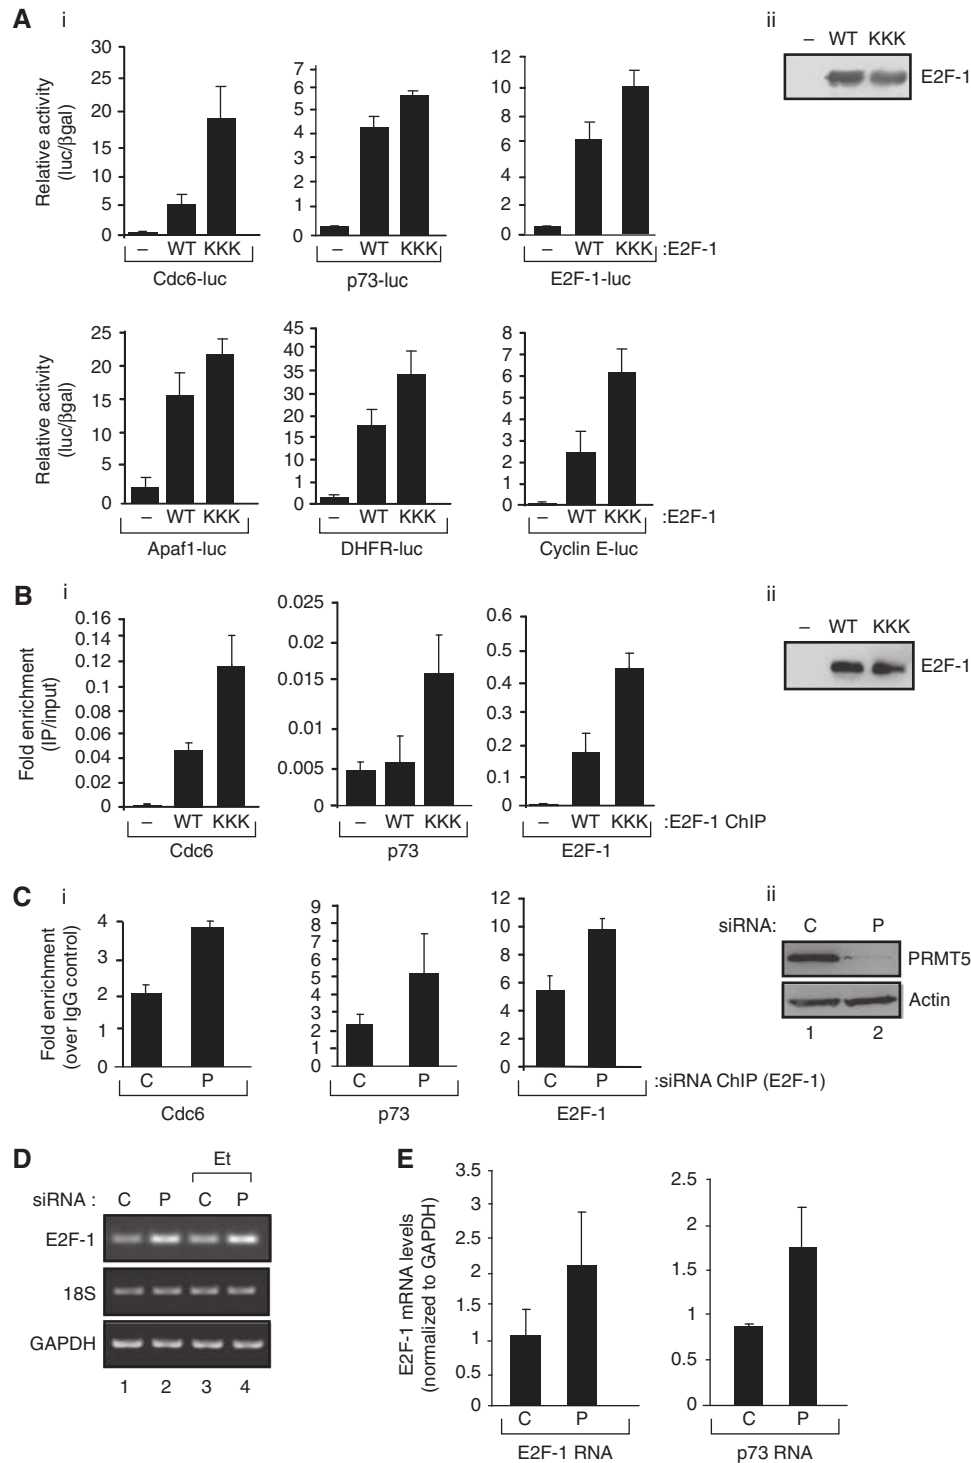 A
i
ii
Relative activity
(luc/βgal)
30
25
20
15
10
5
0
– WT KKK
Cdc6-luc
7
6
5
4
3
2
1
0
– WT KKK
p73-luc
12
10
8
6
4
2
0
– WT KKK :E2F-1
E2F-1-luc
– WT KKK
E2F-1
Relative activity
(luc/βgal)
25
20
15
10
5
0
– WT KKK
Apaf1-luc
45
40
35
30
20
15
10
1
0
– WT KKK
DHFR-luc
8
7
6
5
4
3
2
1
0
– WT KKK :E2F-1
Cyclin E-luc
B
i
ii
Fold enrichment
(IP/input)
0.16
0.14
0.12
0.1
0.08
0.06
0.04
0.02
0
– WT KKK
Cdc6
0.025
0.02
0.015
0.005
0
– WT KKK
p73
0.6
0.5
0.4
0.3
0.2
0.1
0
– WT KKK :E2F-1 ChIP
E2F-1
– WT KKK
E2F-1
C
i
ii
Fold enrichment
(over IgG control)
4
3
2
1
0
C P
Cdc6
9
8
7
6
5
4
3
2
1
0
C P
p73
12
10
8
6
4
2
0
C P :siRNA ChIP (E2F-1)
E2F-1
siRNA: C P
PRMT5
Actin
1 2
D
Et
siRNA : C P C P
E2F-1
18S
GAPDH
1 2 3 4
E
E2F-1 mRNA levels
(normalized to GAPDH)
3.5
3
2.5
2
1.5
1
0.5
0
C P
E2F-1 RNA
2.5
2
1.5
1
0.5
0
C P
p73 RNA